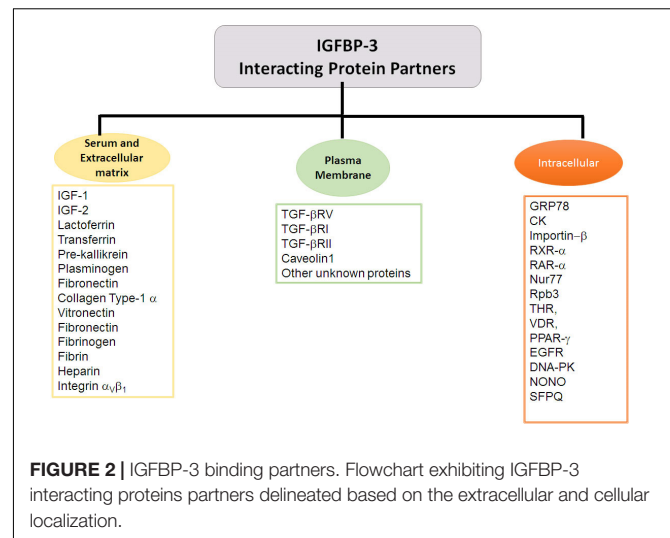 IGFBP-3
Interacting Protein Partners
Serum and
Extracellular
matrix
IGF-1
IGF-2
Lactoferrin
Transferrin
Pre-kallikrein
Plasminogen
Fibronectin
Collagen Type-1 α
Vitronectin
Fibronectin
Fibrinogen
Fibrin
Heparin
Integrin αVβ1
Plasma
Membrane
TGF-βRV
TGF-βRI
TGF-βRII
Caveolin1
Other unknown proteins
Intracellular
GRP78
CK
Importin–β
RXR-α
RAR-α
Nur77
Rpb3
THR,
VDR,
PPAR-γ
EGFR
DNA-PK
NONO
SFPQ
FIGURE 2 | IGFBP-3 binding partners. Flowchart exhibiting IGFBP-3
interacting proteins partners delineated based on the extracellular and cellular
localization.